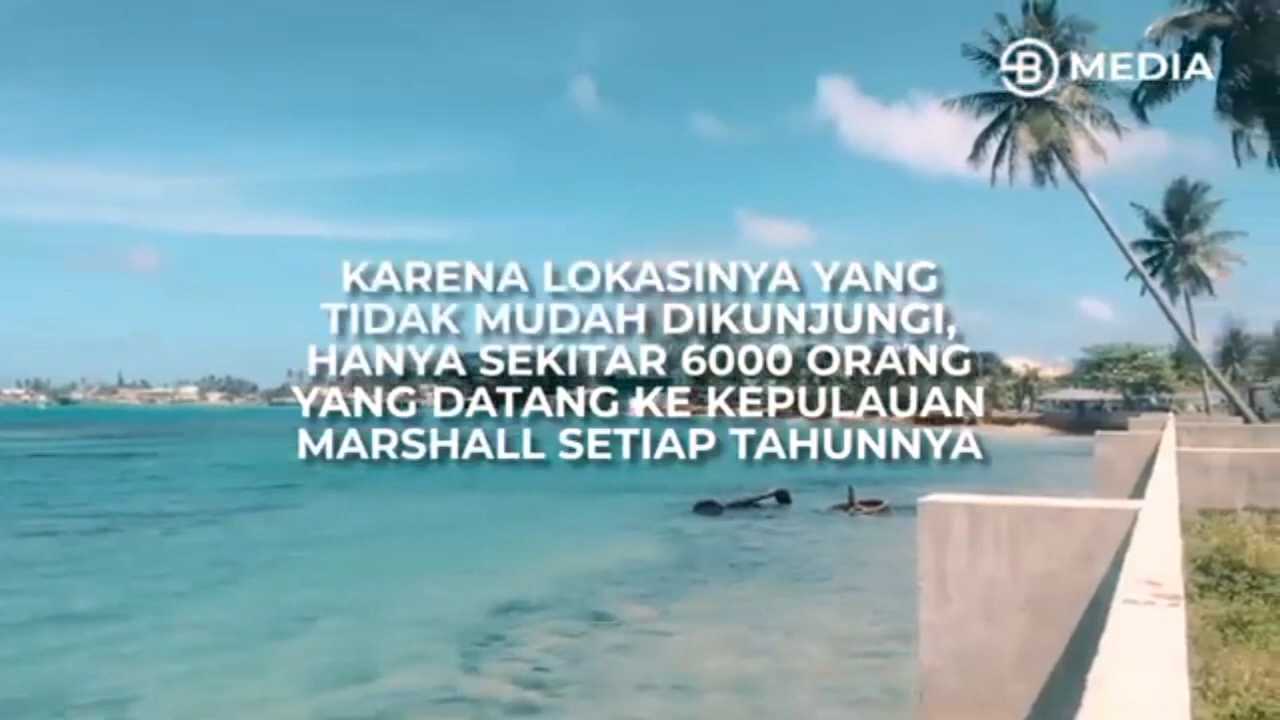 B MEDIA
KARENA LOKASINYA YANG
TIDAK MUDAH DIKUNJUNGI,
HANYA SEKITAR 6000 ORANG
YANG DATANG KE KEPULAUAN
MARSHALL SETIAP TAHUNNYA